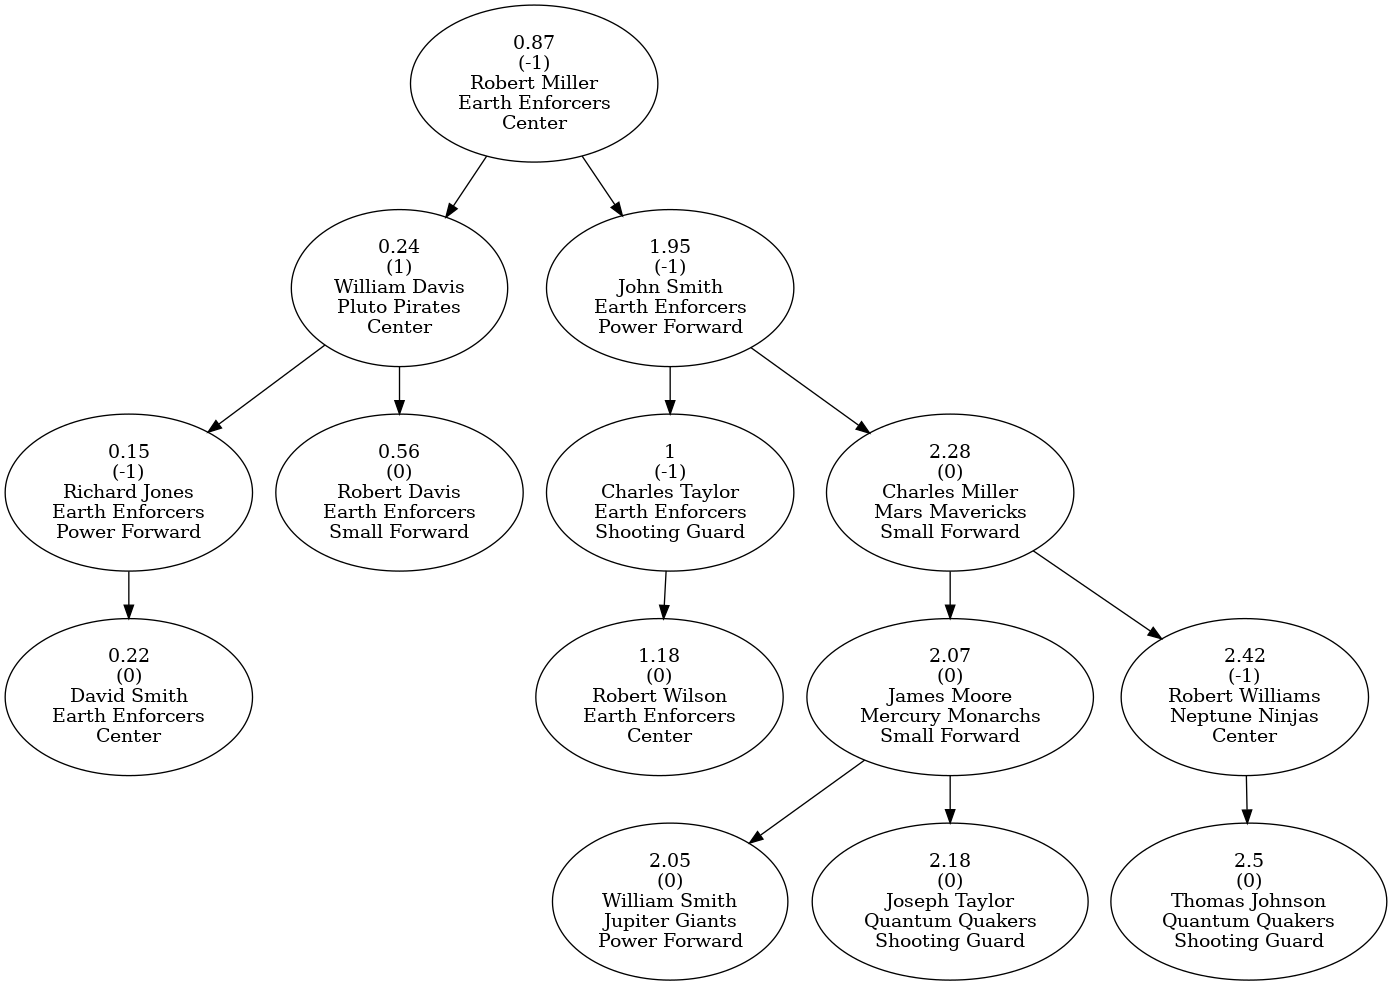 0.87
(-1)
Robert Miller
Earth Enforcers
Center
0.24
(1)
William Davis
Pluto Pirates
Center
1.95
(-1)
John Smith
Earth Enforcers
Power Forward
0.15
(-1)
Richard Jones
Earth Enforcers
Power Forward
0.56
(0)
Robert Davis
Earth Enforcers
Small Forward
1
(-1)
Charles Taylor
Earth Enforcers
Shooting Guard
2.28
(0)
Charles Miller
Mars Mavericks
Small Forward
0.22
(0)
David Smith
Earth Enforcers
Center
1.18
(0)
Robert Wilson
Earth Enforcers
Center
2.07
(0)
James Moore
Mercury Monarchs
Small Forward
2.42
(-1)
Robert Williams
Neptune Ninjas
Center
2.05
(0)
William Smith
Jupiter Giants
Power Forward
2.18
(0)
Joseph Taylor
Quantum Quakers
Shooting Guard
2.5
(0)
Thomas Johnson
Quantum Quakers
Shooting Guard